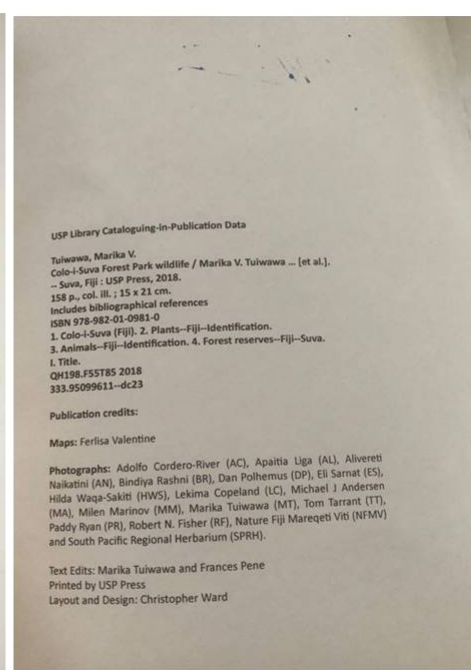 USP Library Cataloguing-in-Publication Data
Tuiwawa, Marika V.
Colo-i-Suva Forest Park wildlife / Marika V. Tuiwawa ... [et al.].
-- Suva, Fiji : USP Press, 2018.
158 p., col. ill. ; 15 x 21 cm.
Includes bibliographical references
ISBN 978-982-01-0981-0
1. Colo-i-Suva (Fiji). 2. Plants--Fiji--Identification.
3. Animals--Fiji--Identification. 4. Forest reserves--Fiji--Suva.
I. Title.
QH198.F55T85 2018
333.95099611--dc23
Publication credits:
Maps: Ferlisa Valentine
Photographs: Adolfo Cordero-River (AC), Apaitia Liga (AL), Alivereti
Naikatini (AN), Bindiya Rashni (BR), Dan Polhemus (DP), Eli Sarnat (ES),
Hilda Waqa-Sakiti (HWS), Lekima Copeland (LC), Michael J Andersen
(MA), Milen Marinov (MM), Marika Tuiwawa (MT), Tom Tarrant (TT),
Paddy Ryan (PR), Robert N. Fisher (RF), Nature Fiji Mareqeti Viti (NFMV)
and South Pacific Regional Herbarium (SPRH).
Text Edits: Marika Tuiwawa and Frances Pene
Printed by USP Press
Layout and Design: Christopher Ward